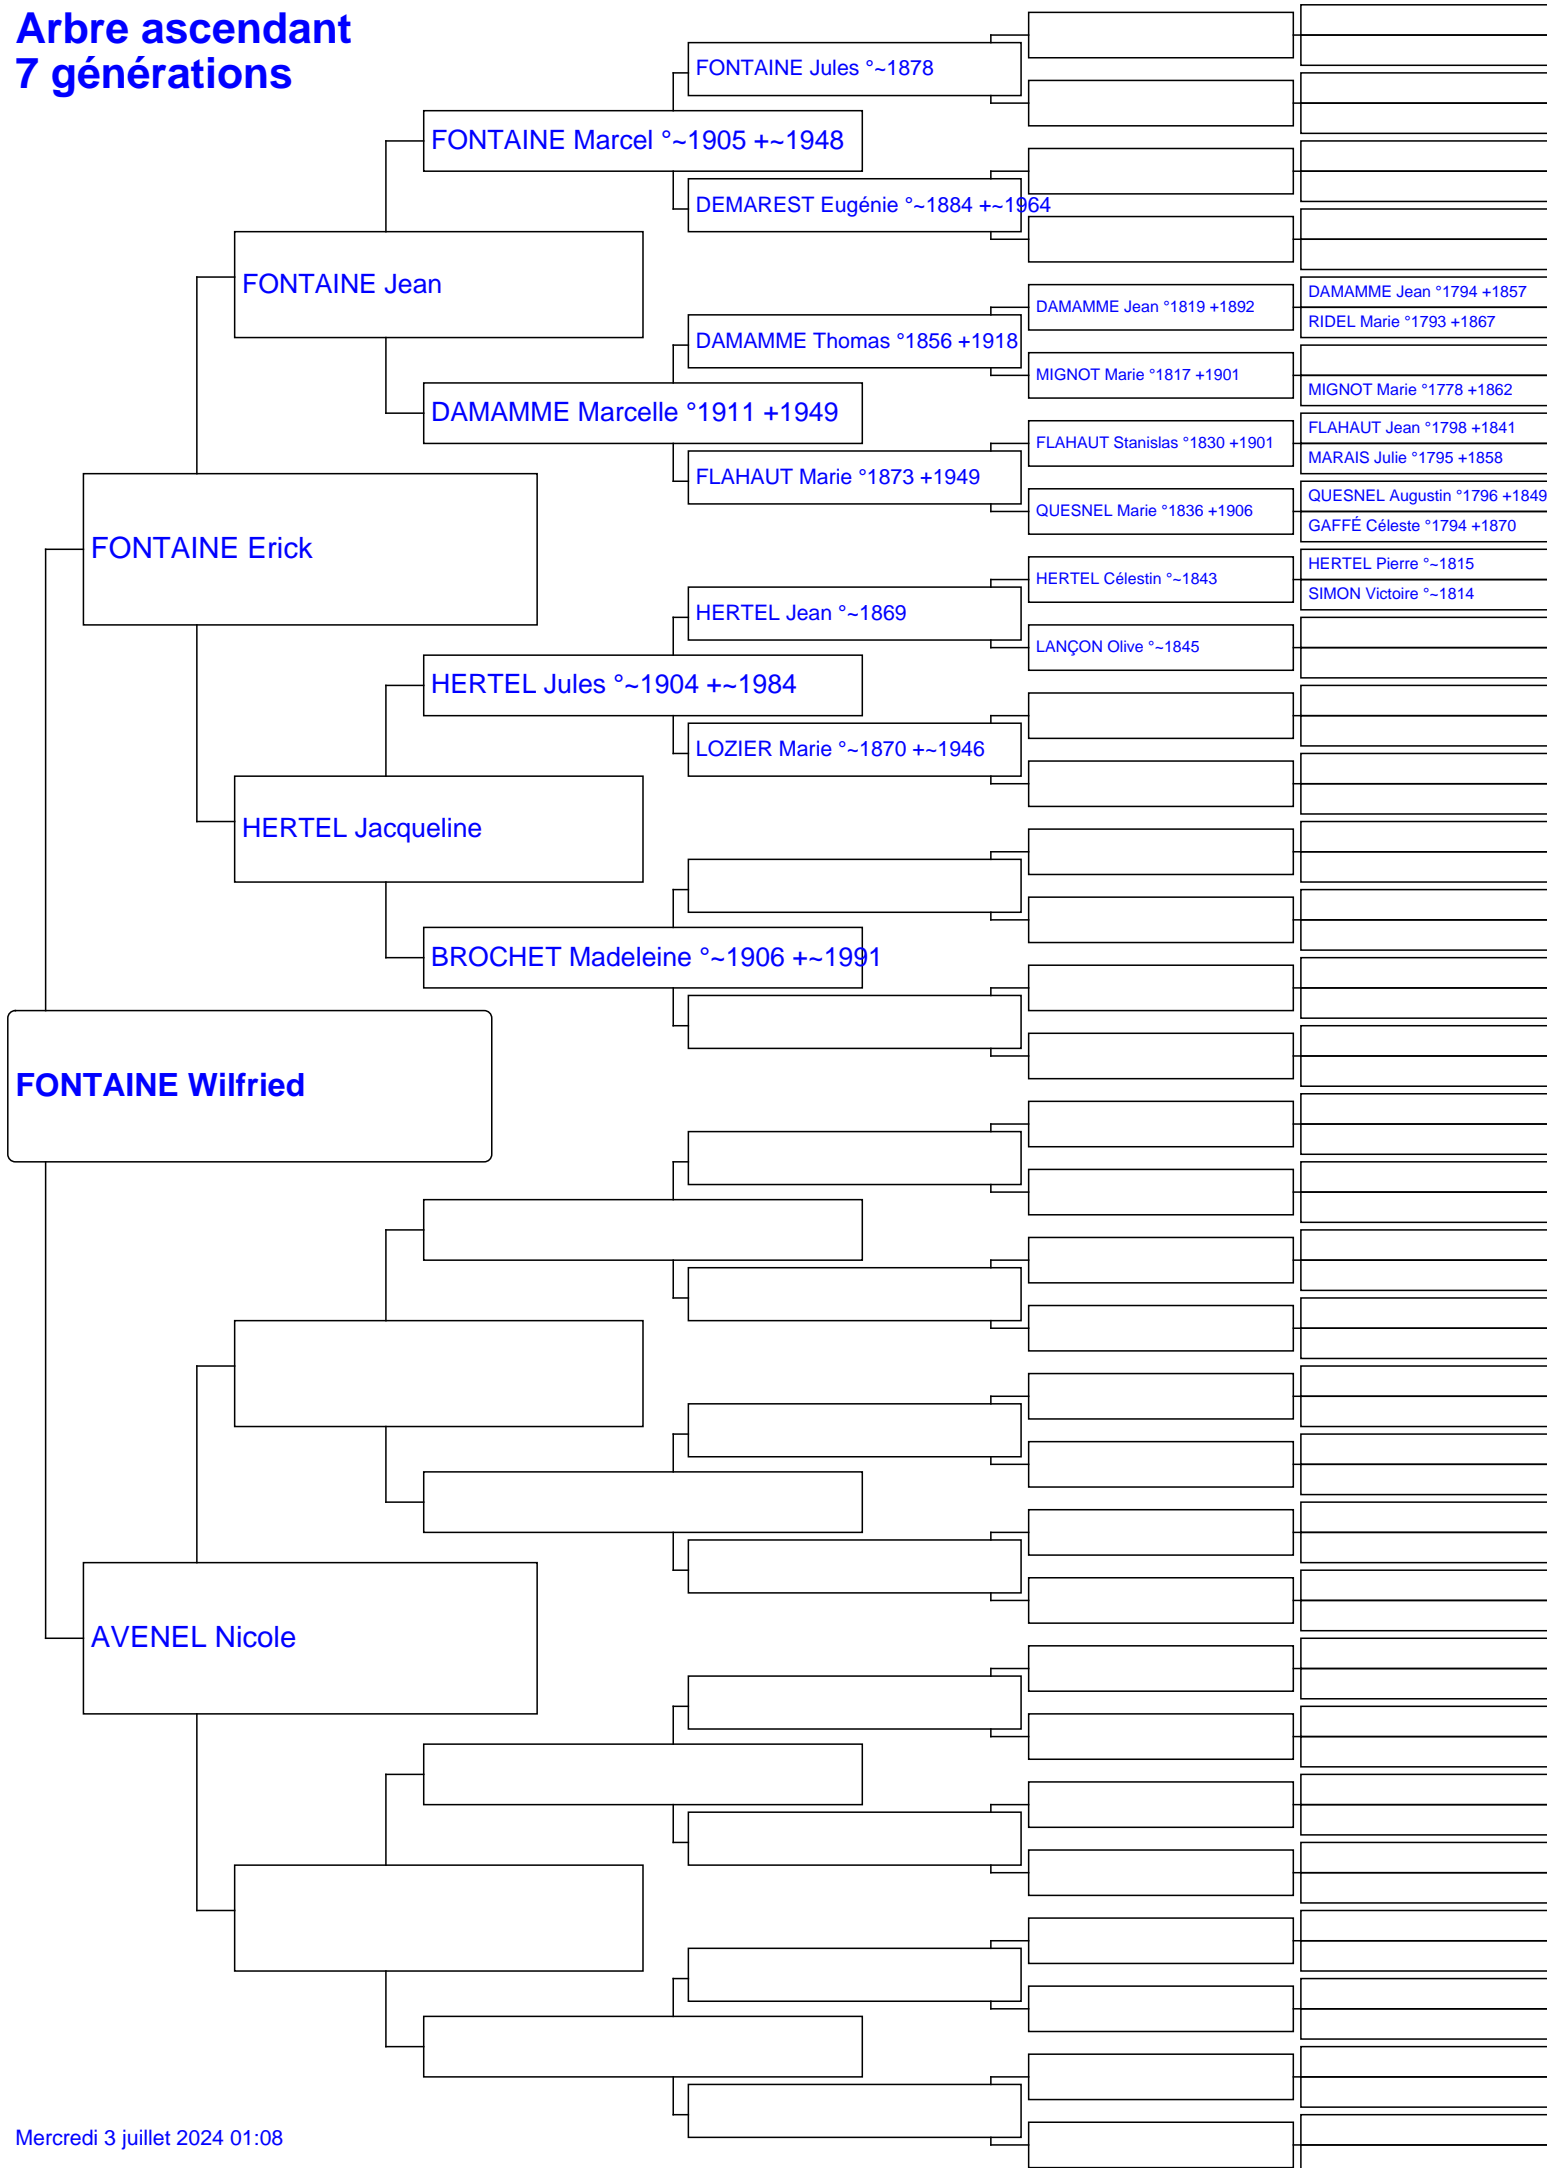 Arbre ascendant
7 générations
FONTAINE Jules °~1878
FONTAINE Marcel °~1905 +~1948
DEMAREST Eugénie °~1884 +~1964
FONTAINE Jean
DAMAMME Jean °1794 +1857
DAMAMME Jean °1819 +1892
RIDEL Marie °1793 +1867
DAMAMME Thomas °1856 +1918
MIGNOT Marie °1817 +1901
MIGNOT Marie °1778 +1862
DAMAMME Marcelle °1911 +1949
FLAHAUT Jean °1798 +1841
FLAHAUT Stanislas °1830 +1901
MARAIS Julie °1795 +1858
FLAHAUT Marie °1873 +1949
QUESNEL Augustin °1796 +1849
QUESNEL Marie °1836 +1906
GAFFÉ Céleste °1794 +1870
FONTAINE Erick
HERTEL Pierre °~1815
HERTEL Célestin °~1843
SIMON Victoire °~1814
HERTEL Jean °~1869
LANÇON Olive °~1845
HERTEL Jules °~1904 +~1984
LOZIER Marie °~1870 +~1946
HERTEL Jacqueline
BROCHET Madeleine °~1906 +~1991
FONTAINE Wilfried
AVENEL Nicole
Mercredi 3 juillet 2024 01:08